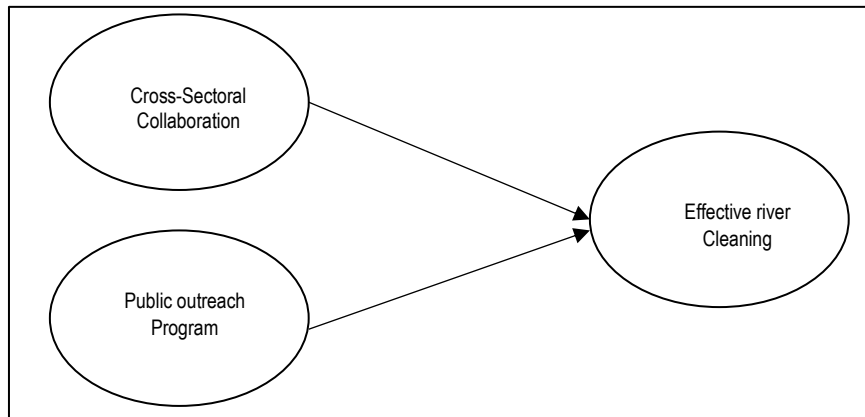 Cross-Sectoral
Collaboration
Effective river
Cleaning
Public outreach
Program